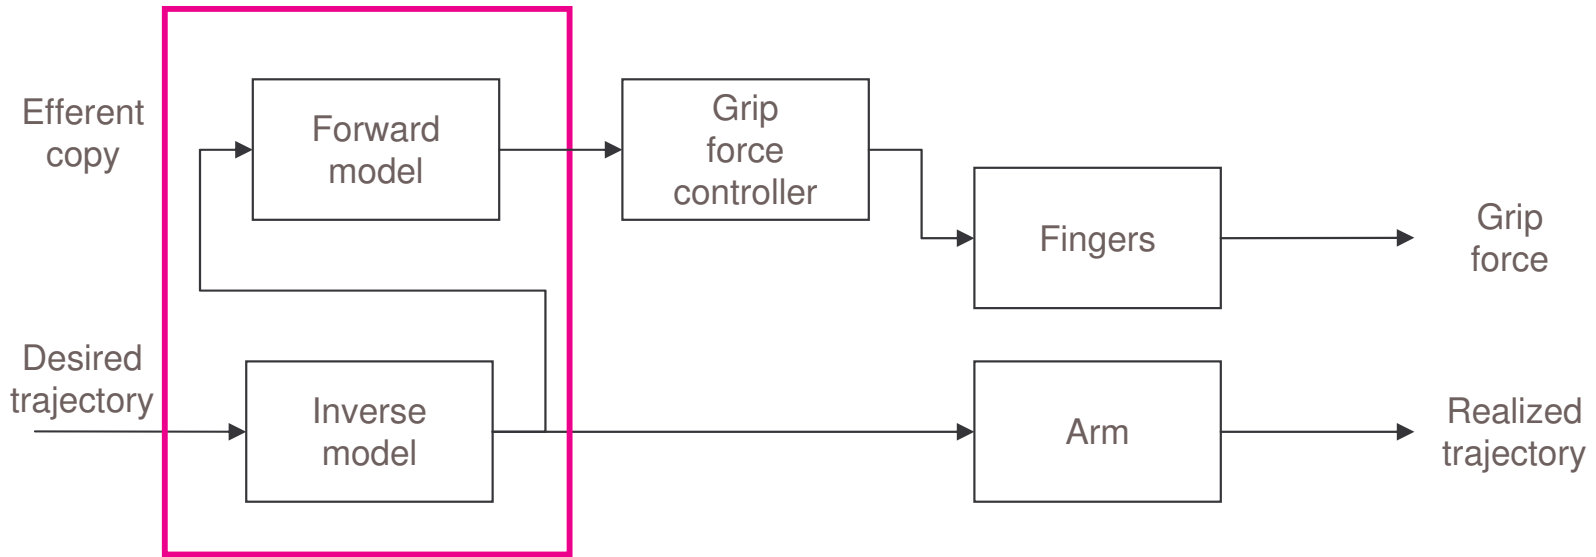 Efferent
copy
Forward
model
Grip
force
controller
Fingers
Grip
force
Desired
trajectory
Inverse
model
Arm
Realized
trajectory